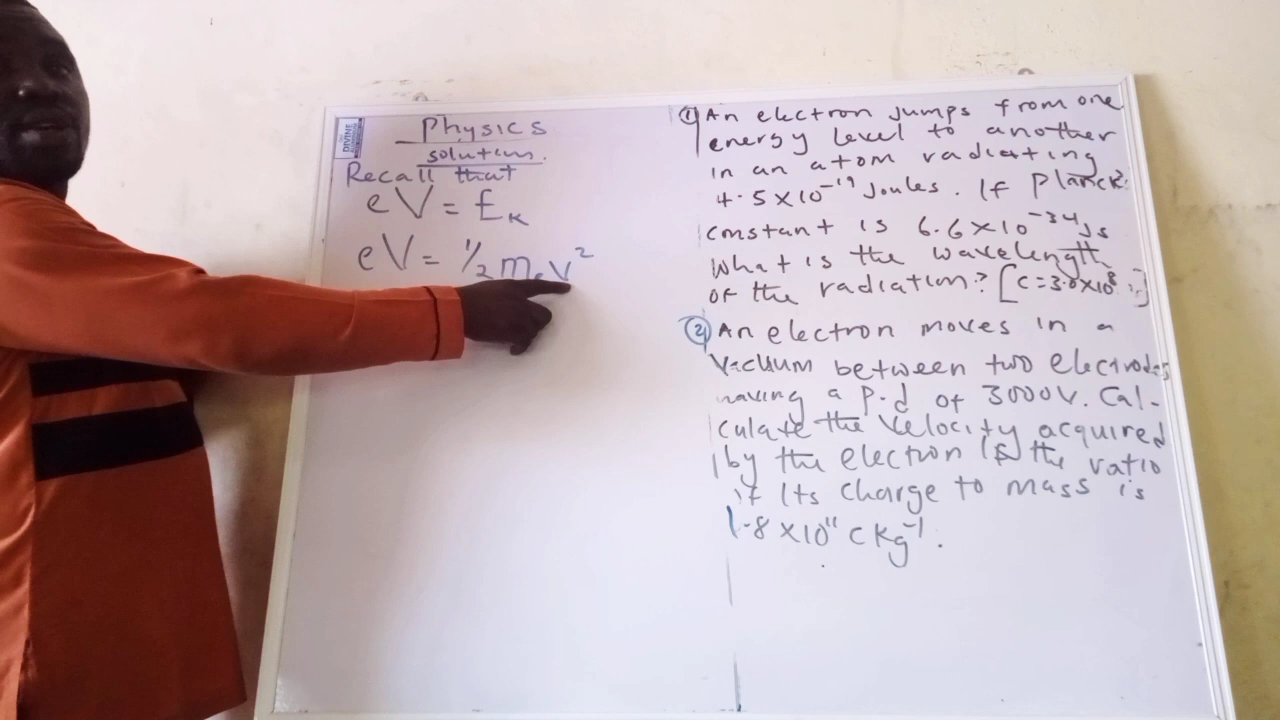 Physics
solution.
Recall that
eV = Ek
eV = 1/2 mev²
DIVINE
① An electron jumps from one
energy level to another
in an atom radiating
4.5×10⁻¹⁹ Joules. If Planck's
constant is 6.6×10⁻³⁴Js
What is the wavelength
of the radiation? [C=3.0×10⁸
② An electron moves in a
Vacuum between two electrodes
having a p.d of 3000V. Cal-
culate the velocity acquired
by the electron the ratio
if Its charge to mass is
1.8×10¹¹ C Kg⁻¹.